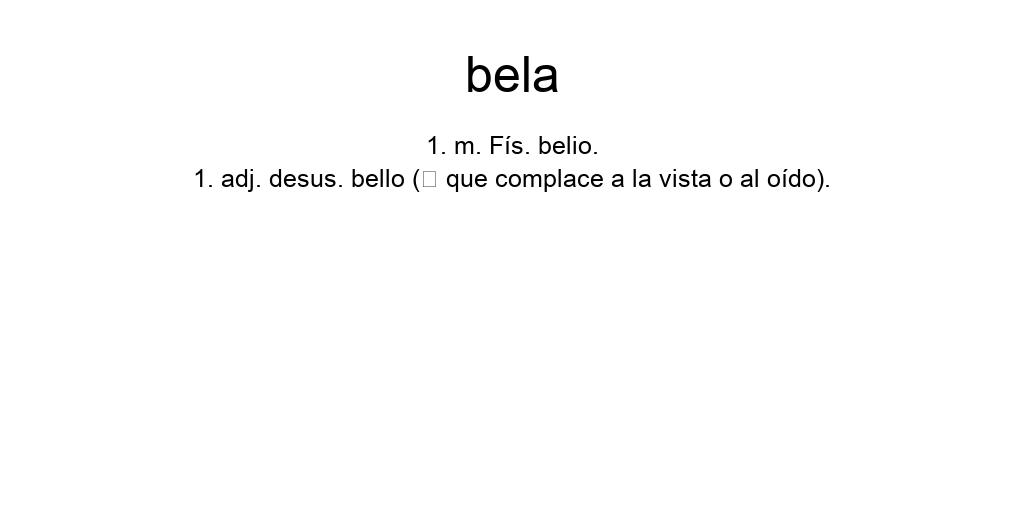 bela
1. m. Fís. belio.
1. adj. desus. bello (□ que complace a la vista o al oído).